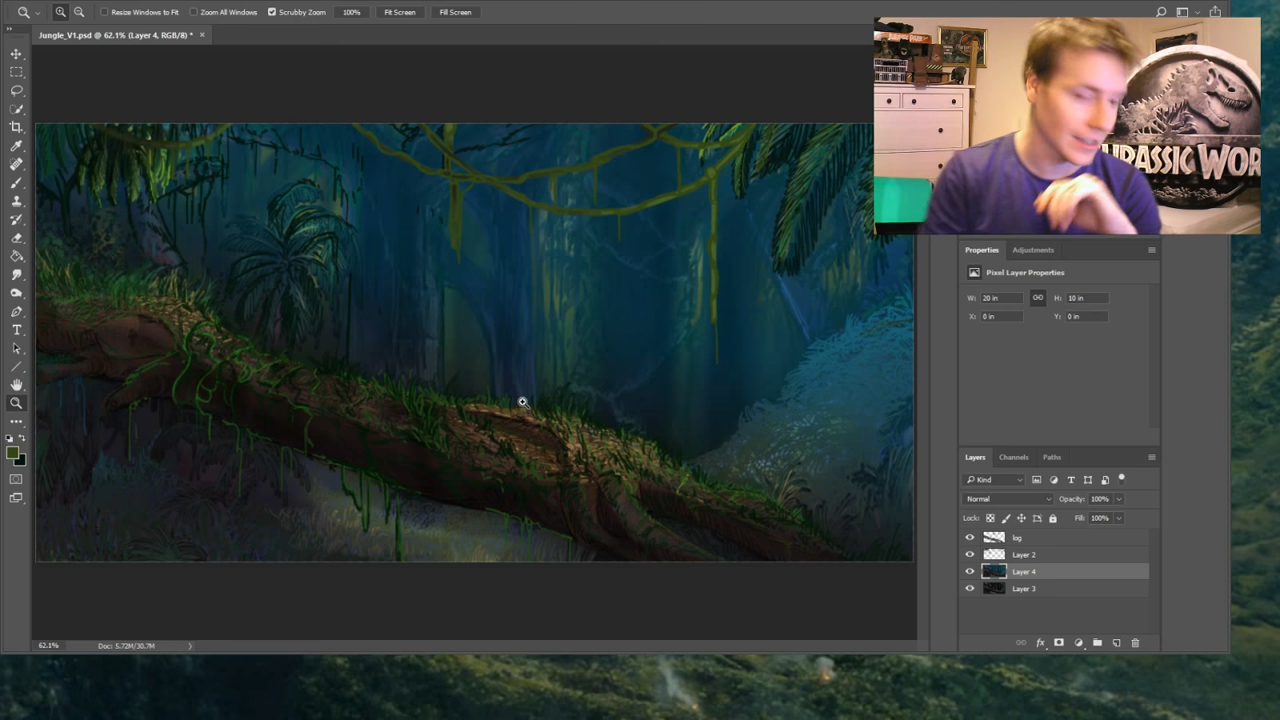 Resize Windows to Fit Zoom All Windows Scrubby Zoom 100% Fit Screen Fill Screen
Jungle_V1.psd @ 62.1% (Layer 4, RGB/8) *
JURASSIC WOR
Properties Adjustments
Pixel Layer Properties
W: 20 in H: 10 in
X: 0 in Y: 0 in
Layers Channels Paths
Kind
Normal Opacity: 100%
Lock: Fill: 100%
log
Layer 2
Layer 4
Layer 3
62.1% Doc: 5.72M/30.7M